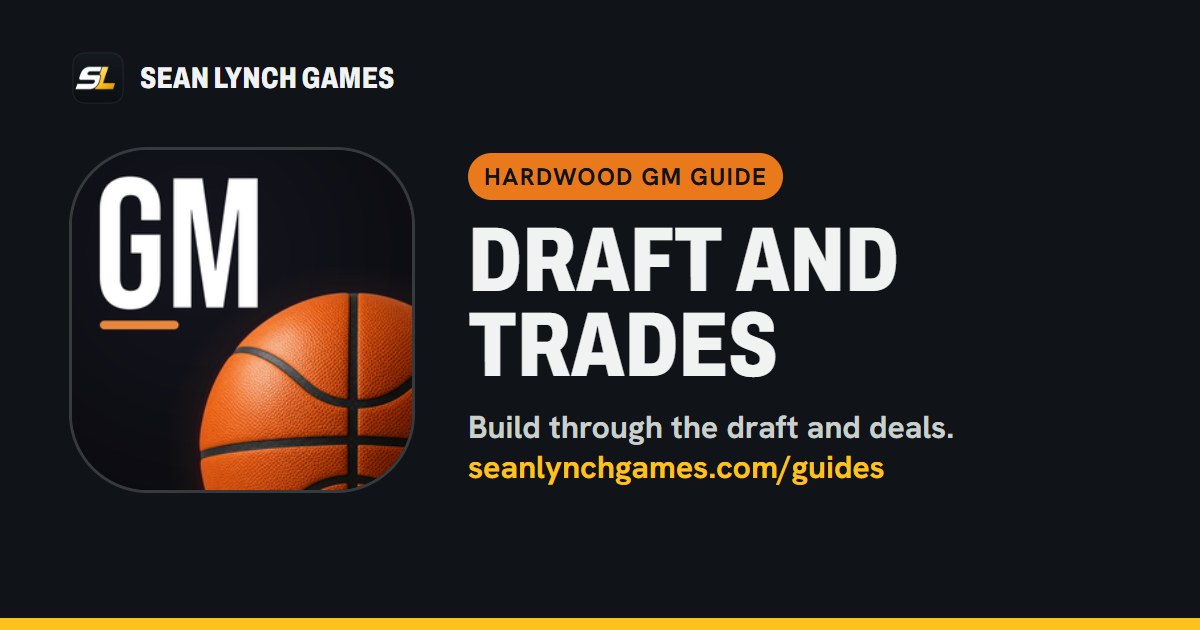 SL
SEAN LYNCH GAMES
GM
HARDWOOD GM GUIDE
DRAFT AND
TRADES
Build through the draft and deals.
seanlynchgames.com/guides